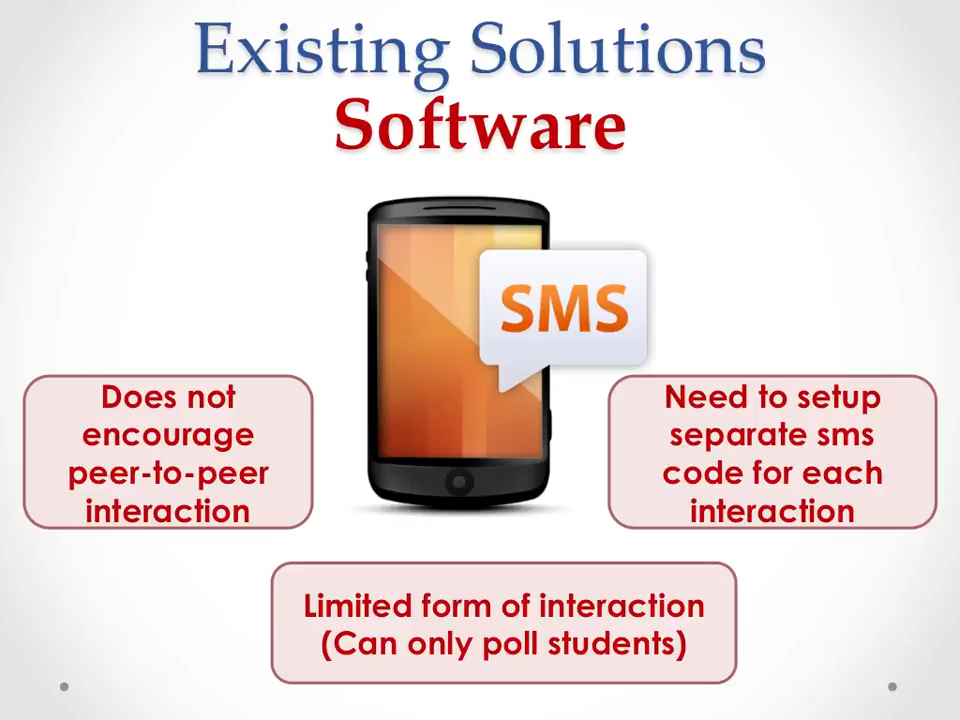 Existing Solutions
Software
SMS
Does not
encourage
peer-to-peer
interaction
Need to setup
separate sms
code for each
interaction
Limited form of interaction
(Can only poll students)